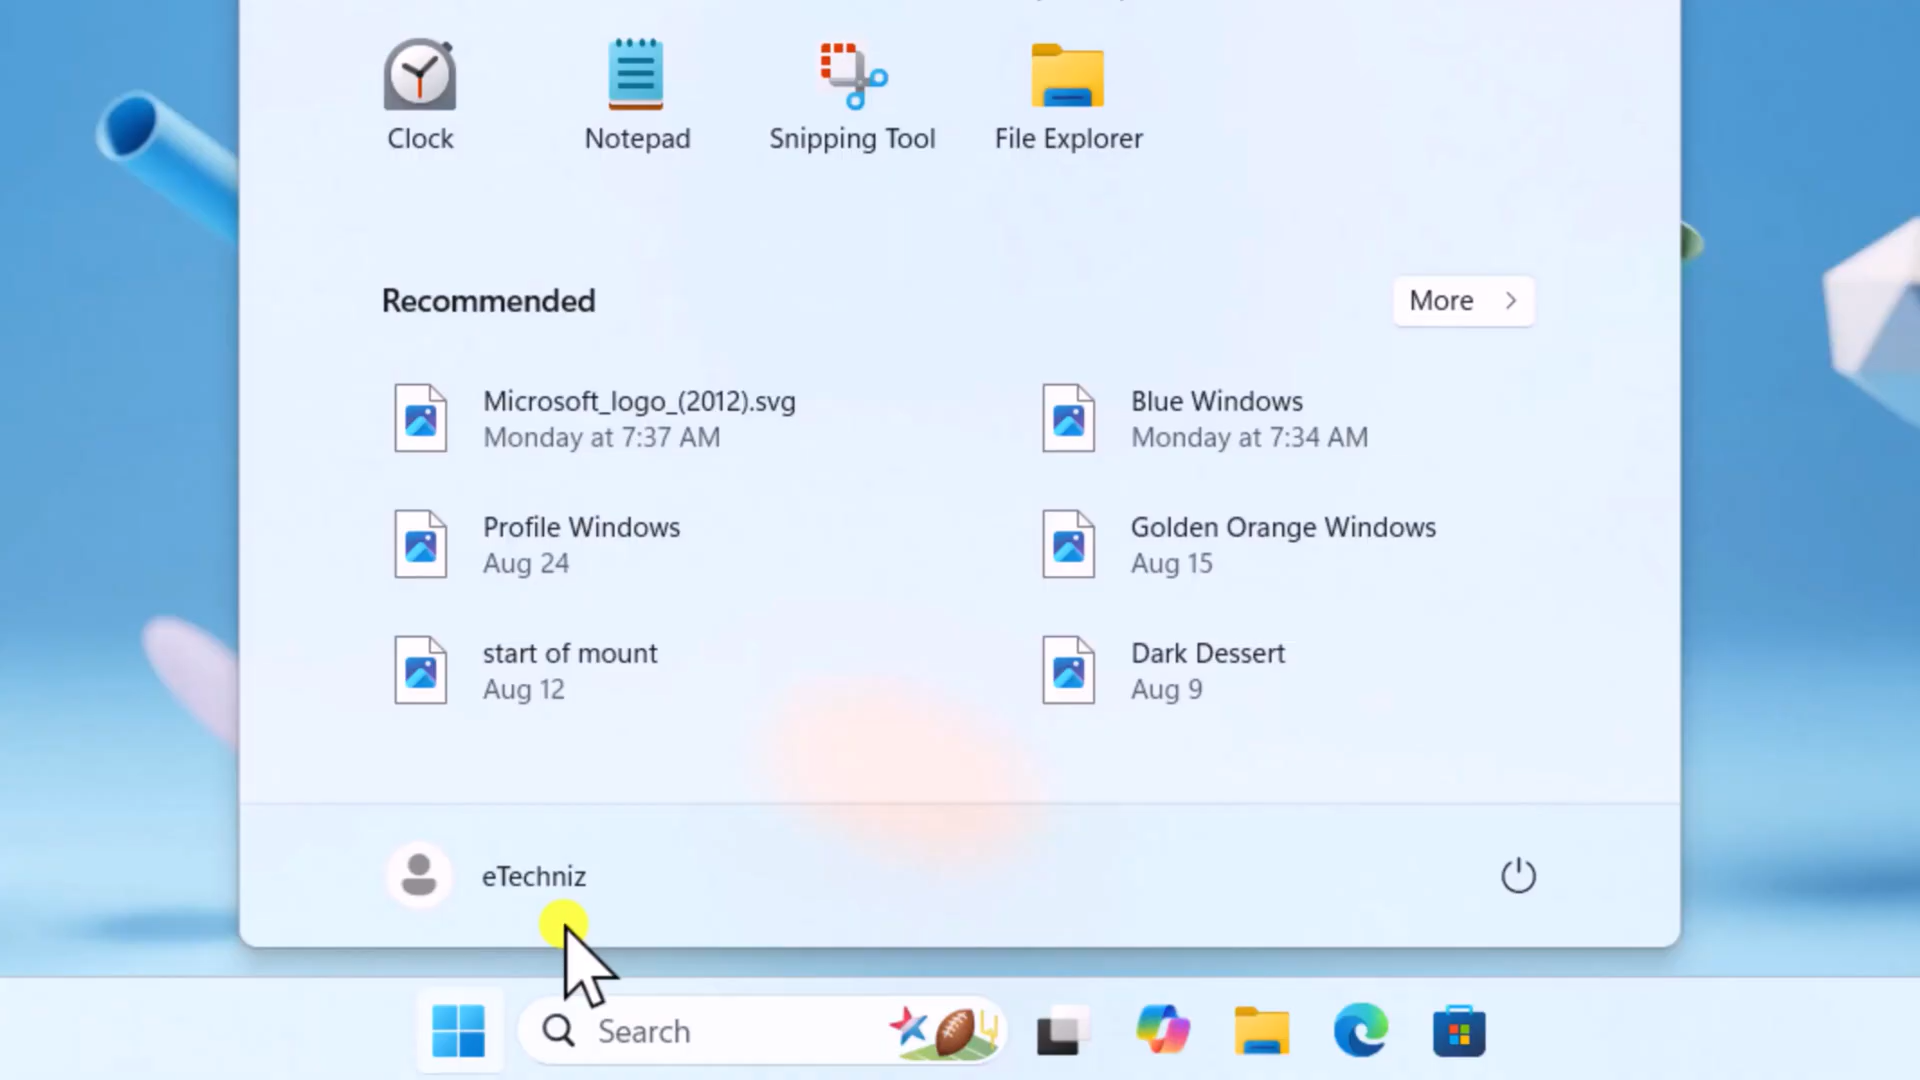 Clock Notepad Snipping Tool File Explorer
Recommended More
Microsoft_logo_(2012).svg Blue Windows
Monday at 7:37 AM Monday at 7:34 AM
Profile Windows Golden Orange Windows
Aug 24 Aug 15
start of mount Dark Dessert
Aug 12 Aug 9
eTechniz
Search